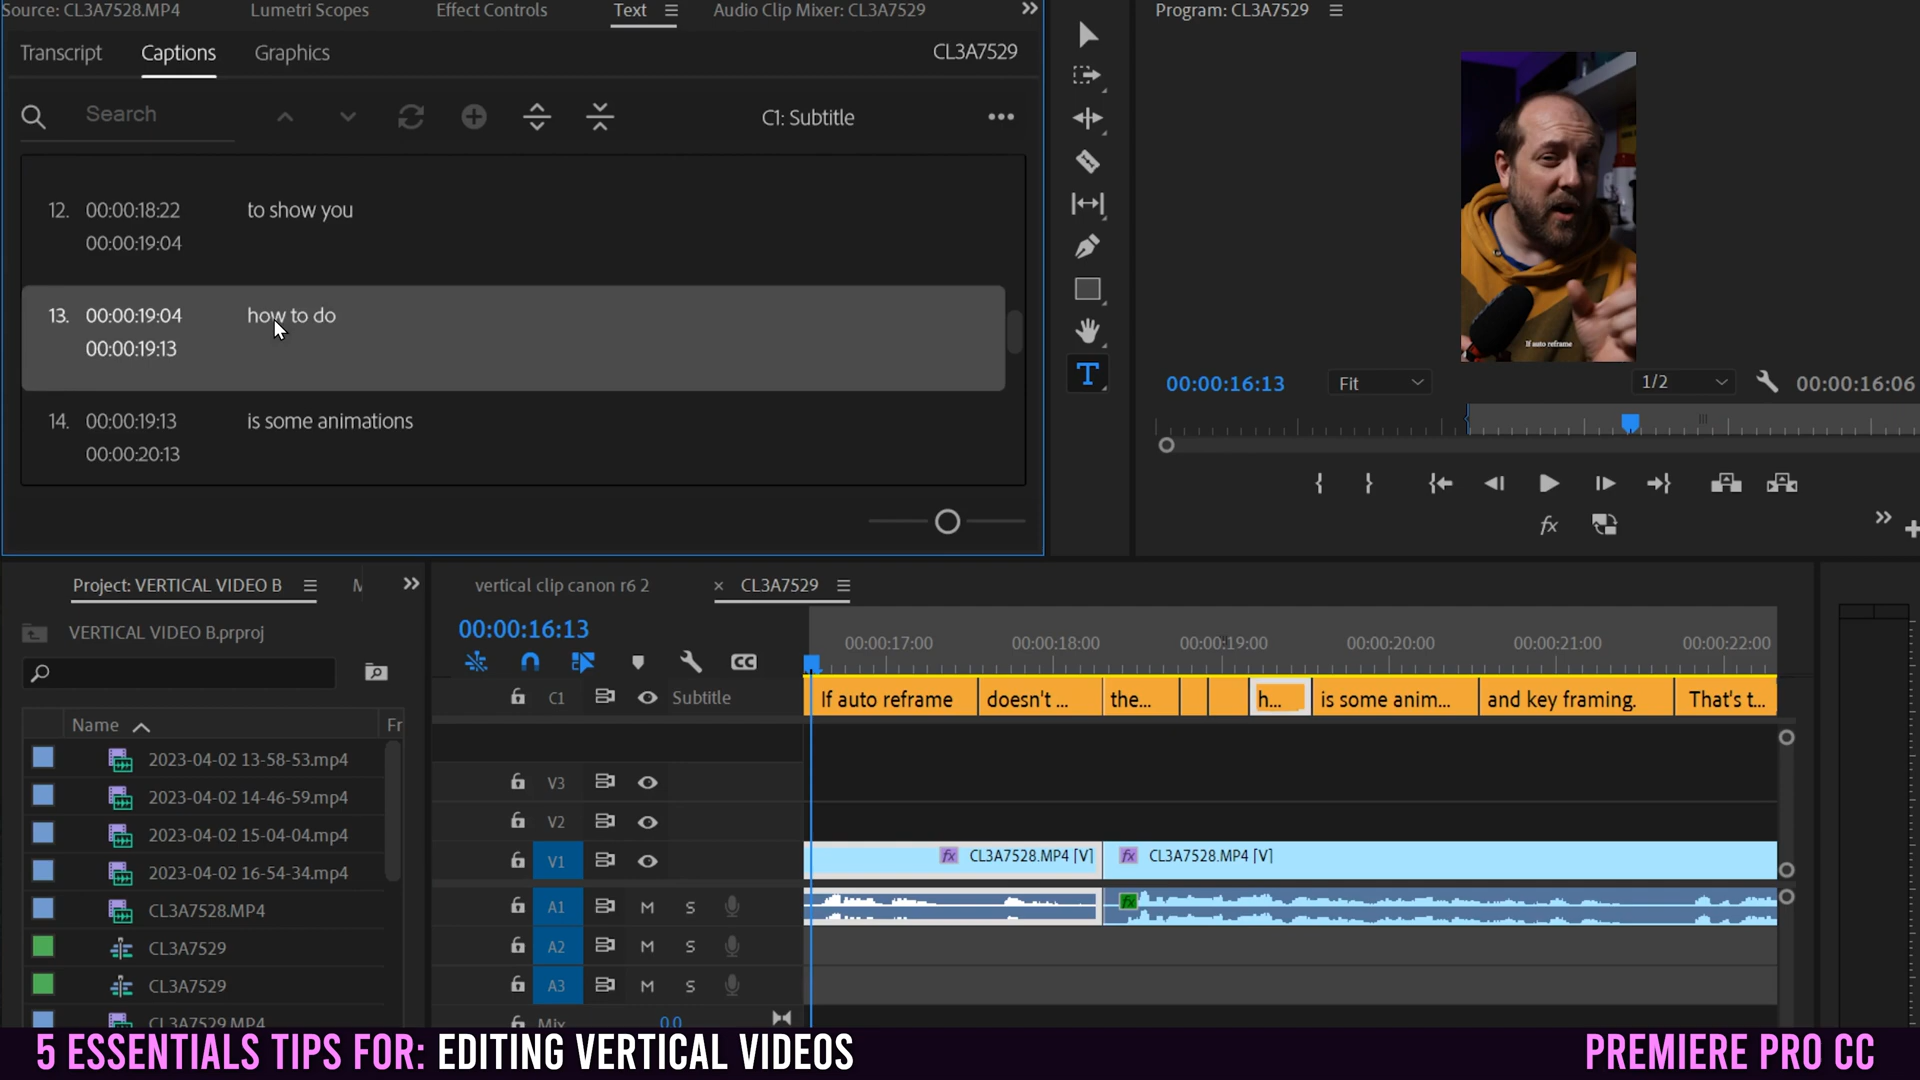 Source: CL3A7528.MP4
Lumetri Scopes
Effect Controls
Text
Audio Clip Mixer: CL3A7529
Program: CL3A7529
Transcript
Captions
Graphics
CL3A7529
Search
C1: Subtitle
12.
00:00:18:22
to show you
00:00:19:04
13.
00:00:19:04
how to do
00:00:19:13
14.
00:00:19:13
is some animations
00:00:20:13
If auto reframe
00:00:16:13
Fit
1/2
00:00:16:06
fx
Project: VERTICAL VIDEO B
VERTICAL VIDEO B.prproj
Name
Fr
2023-04-02 13-58-53.mp4
2023-04-02 14-46-59.mp4
2023-04-02 15-04-04.mp4
2023-04-02 16-54-34.mp4
CL3A7528.MP4
CL3A7529
CL3A7529
CL3A7529.MP4
vertical clip canon r6 2
CL3A7529
00:00:16:13
00:00:17:00
00:00:18:00
00:00:19:00
00:00:20:00
00:00:21:00
00:00:22:00
CC
C1
Subtitle
If auto reframe
doesn't ...
the...
h...
is some anim...
and key framing.
That's t...
V3
V2
V1
fx
CL3A7528.MP4 [V]
fx
CL3A7528.MP4 [V]
A1
M
S
fx
A2
M
S
A3
M
S
Mix
0.0
5 ESSENTIALS TIPS FOR: EDITING VERTICAL VIDEOS
PREMIERE PRO CC